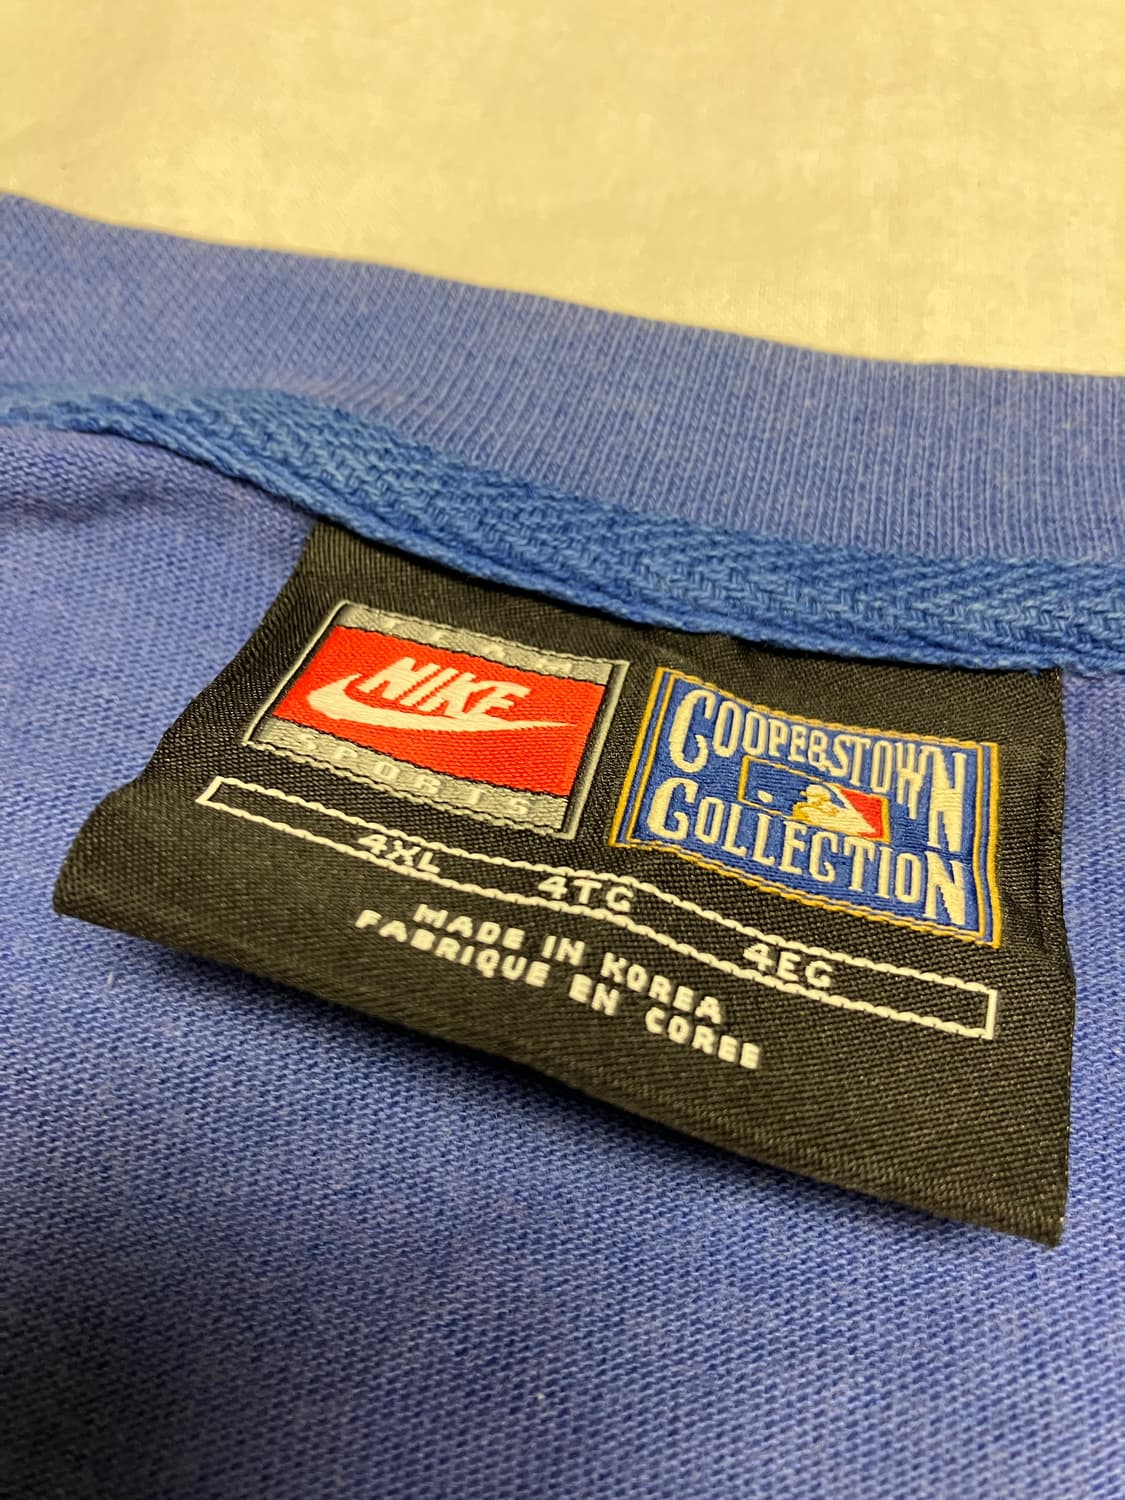 TEAM
NIKE
SPORTS
COOPERSTOWN
COLLECTION
4XL 4TG 4EG
MADE IN KOREA
FABRIQUE EN COREE